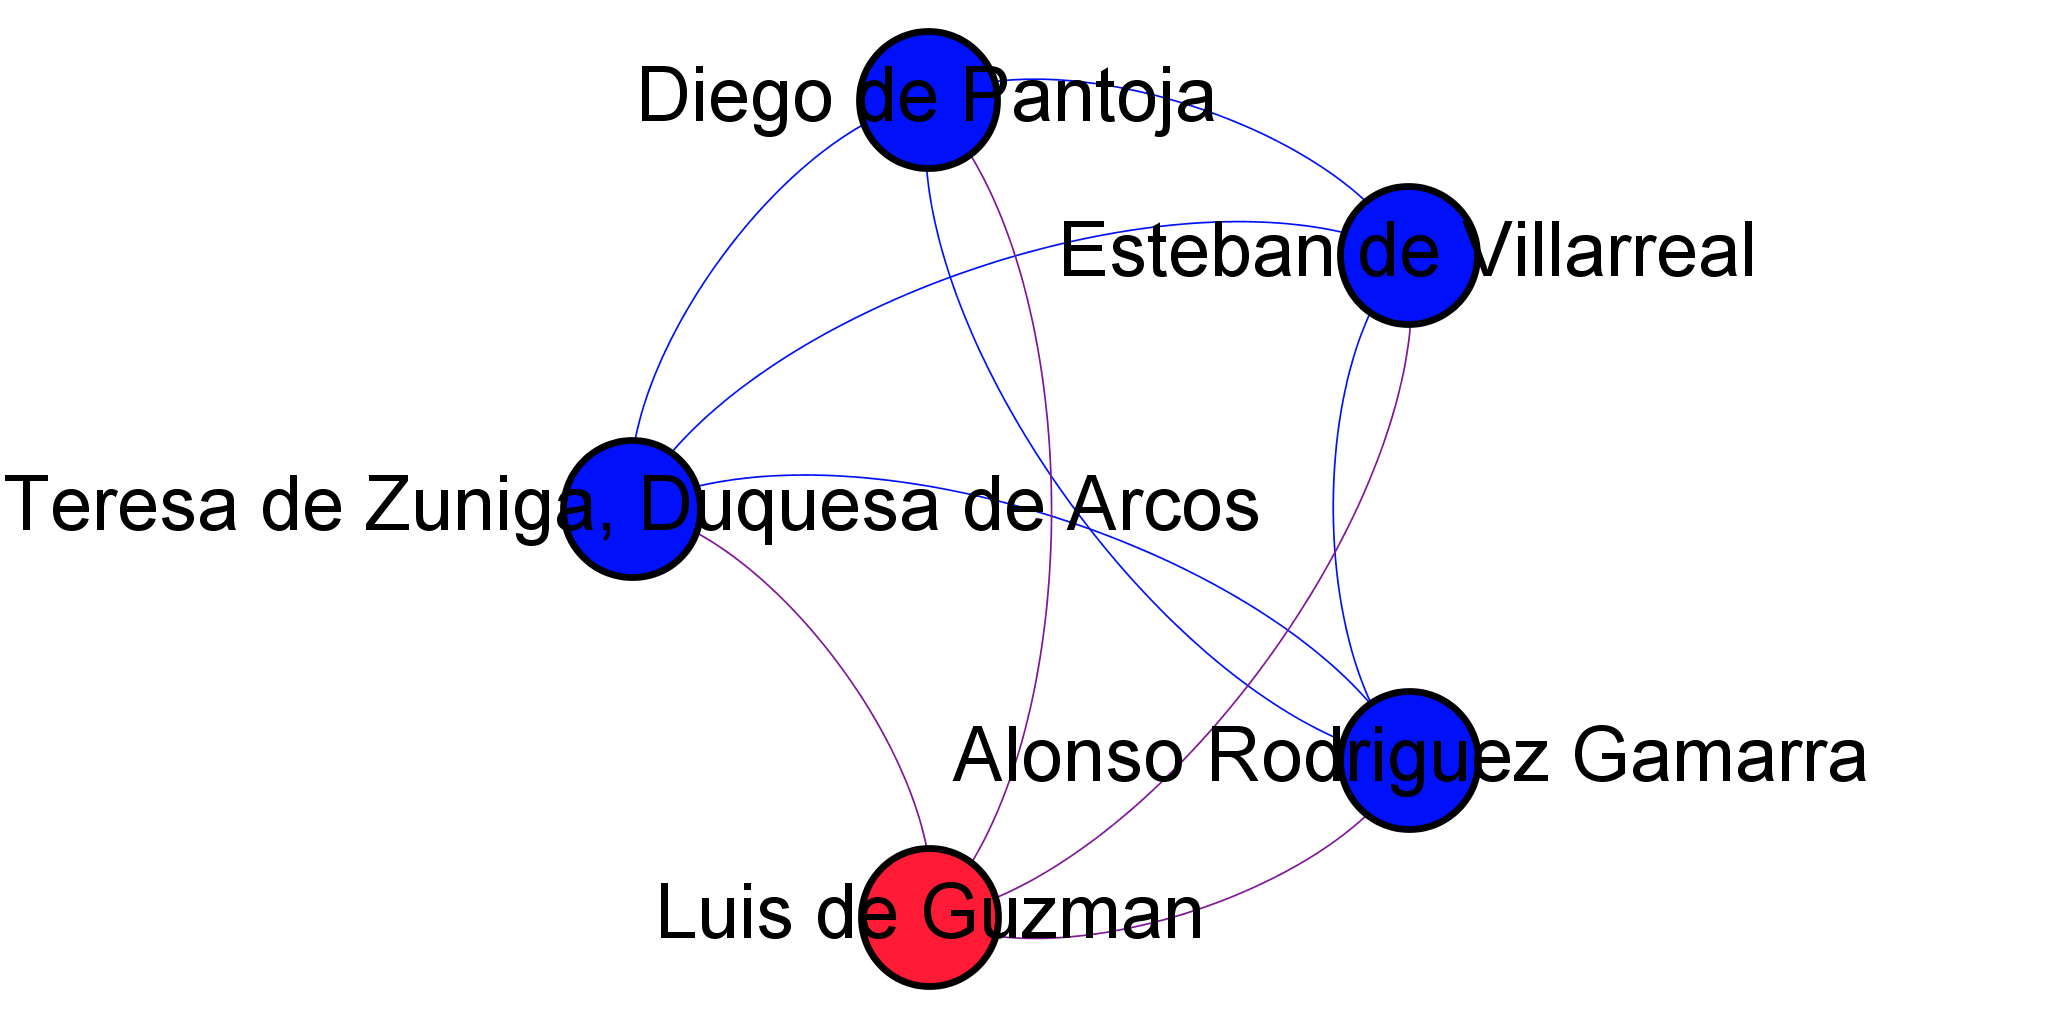 Diego de Pantoja
Esteban de Villarreal
Teresa de Zuniga, Duquesa de Arcos
Alonso Rodriguez Gamarra
Luis de Guzman